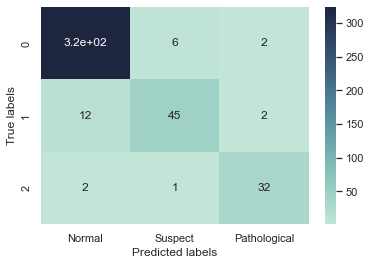 0 3.2e+02 6 2
1 12 45 2
2 2 1 32
Normal Suspect Pathological
Predicted labels
True labels
300
250
200
150
100
50